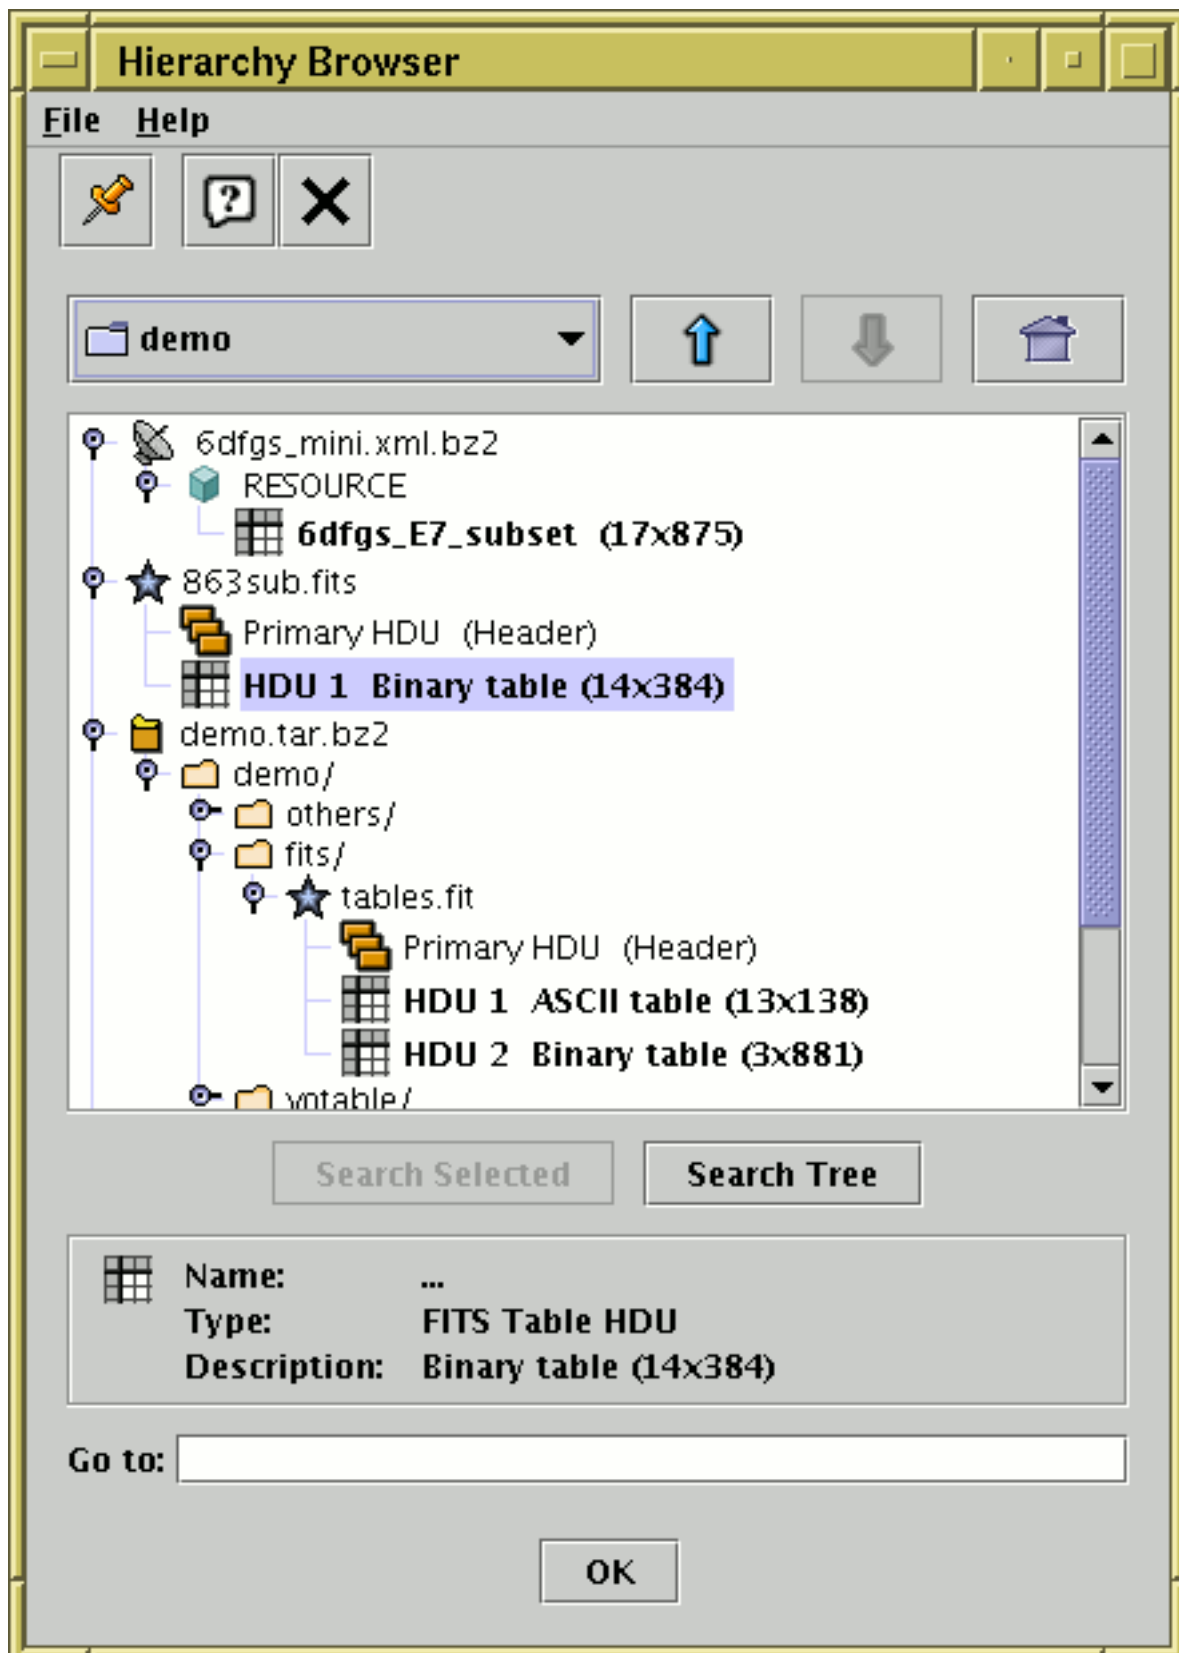 Hierarchy Browser
File Help
demo
6dfgs_mini.xml.bz2
RESOURCE
6dfgs_E7_subset (17x875)
863sub.fits
Primary HDU (Header)
HDU 1 Binary table (14x384)
demo.tar.bz2
demo/
others/
fits/
tables.fit
Primary HDU (Header)
HDU 1 ASCII table (13x138)
HDU 2 Binary table (3x881)
votable/
Search Selected Search Tree
Name: ...
Type: FITS Table HDU
Description: Binary table (14x384)
Go to:
OK